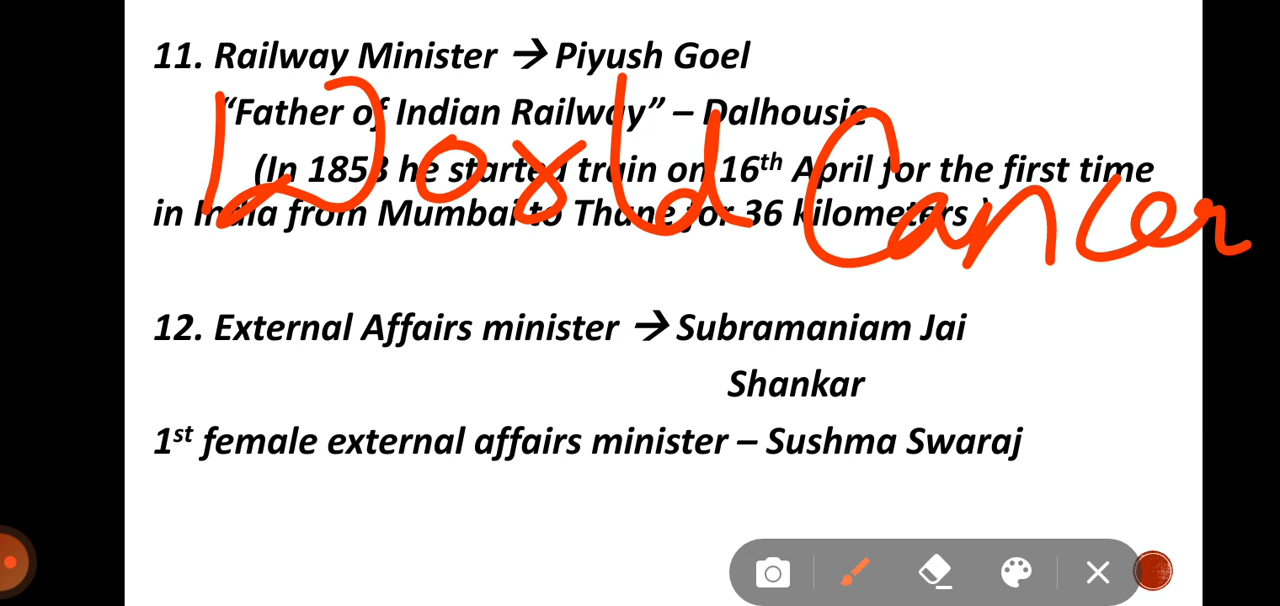 11. Railway Minister → Piyush Goel
“Father of Indian Railway” – Dalhousie
(In 1853 he started train on 16th April for the first time
in India from Mumbai to Thane for 36 kilometers )
World Cancer
12. External Affairs minister → Subramaniam Jai
Shankar
1st female external affairs minister – Sushma Swaraj